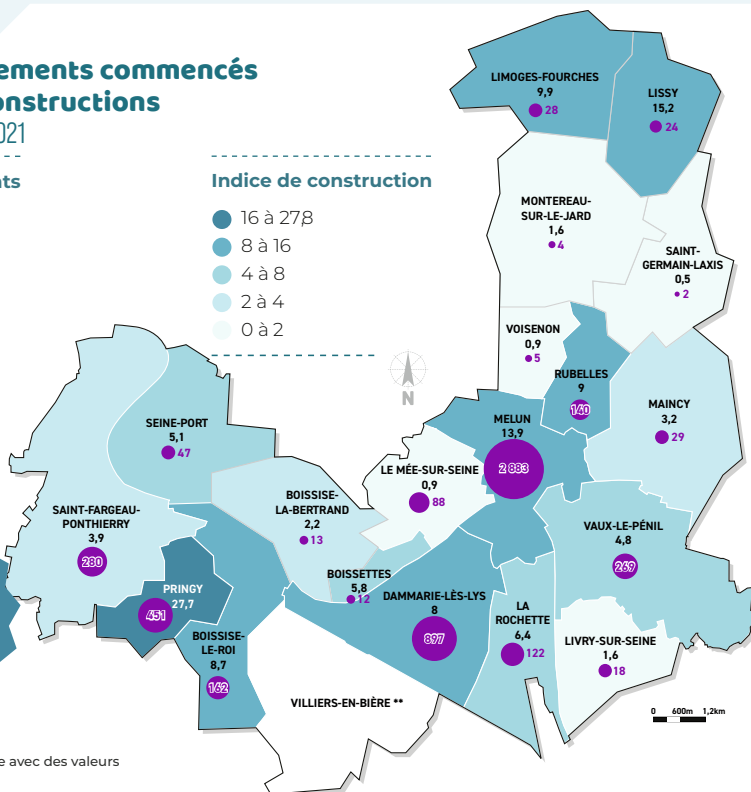 ements commencés
onstructions
021
ts
Indice de construction
16 à 27,8
8 à 16
4 à 8
2 à 4
0 à 2
N
LIMOGES-FOURCHES
9,9
28
LISSY
15,2
24
MONTEREAU-
SUR-LE-JARD
1,6
4
SAINT-
GERMAIN-LAXIS
0,5
2
VOISENON
0,9
5
RUBELLES
9
140
MAINCY
3,2
29
MELUN
13,9
2 883
SEINE-PORT
5,1
47
LE MÉE-SUR-SEINE
0,9
88
BOISSISE-
LA-BERTRAND
2,2
13
SAINT-FARGEAU-
PONTHIERRY
3,9
280
VAUX-LE-PÉNIL
4,8
269
BOISSETTES
5,8
12
PRINGY
27,7
451
DAMMARIE-LÈS-LYS
8
897
LA
ROCHETTE
6,4
122
BOISSISE-
LE-ROI
8,7
162
LIVRY-SUR-SEINE
1,6
18
VILLIERS-EN-BIÈRE **
0 600m 1,2km
e avec des valeurs